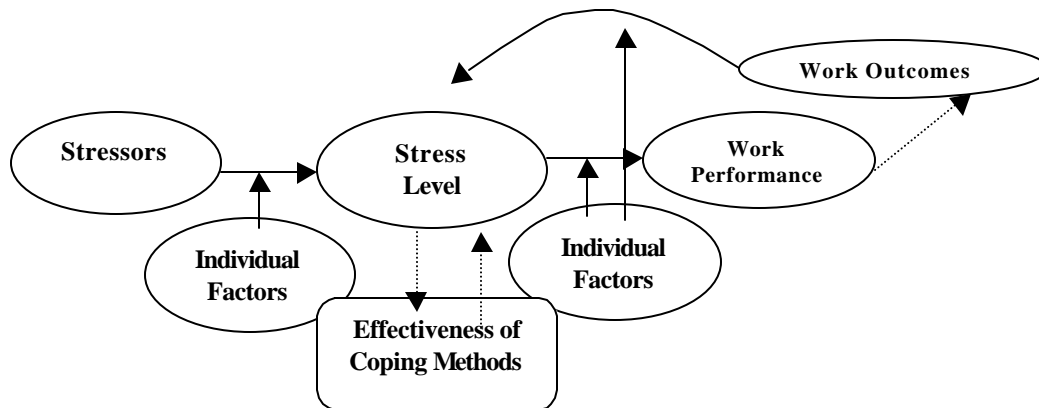 Work Outcomes
Stressors
Stress
Level
Work
Performance
Individual
Factors
Individual
Factors
Effectiveness of
Coping Methods